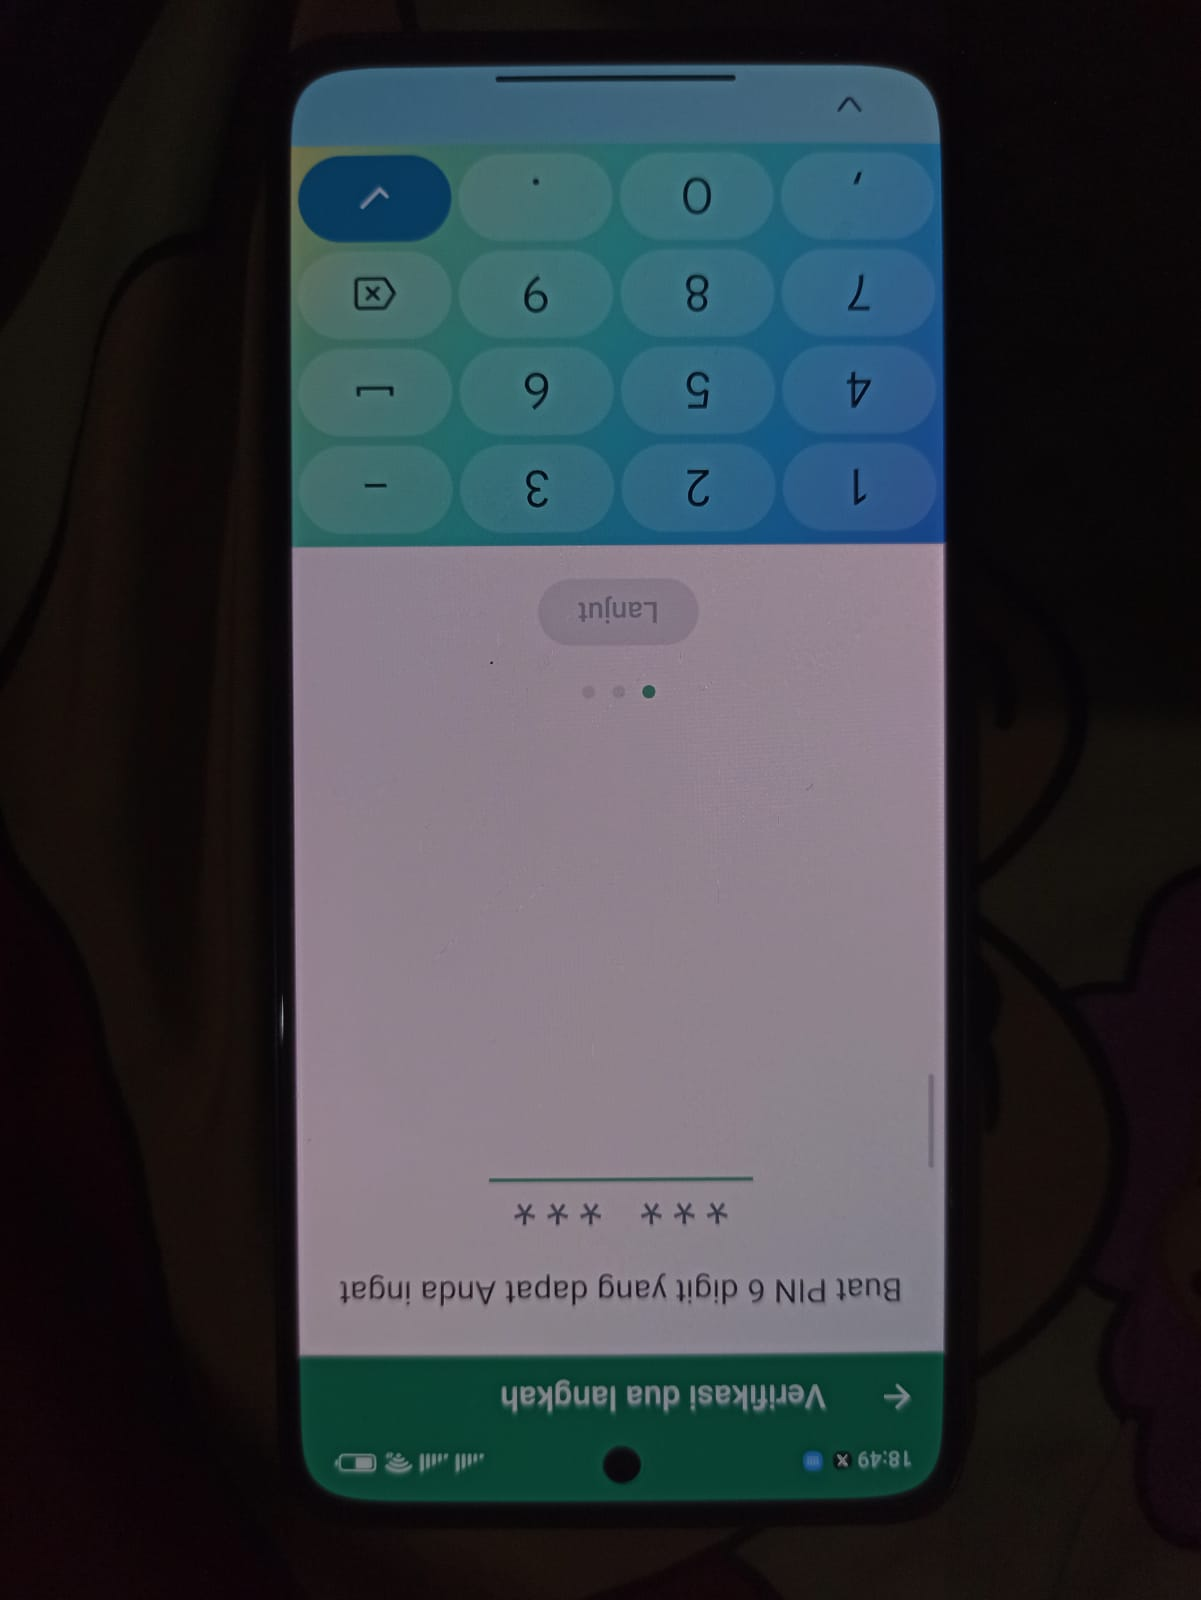 18:49
Verifikasi dua langkah
Buat PIN 6 digit yang dapat Anda ingat
*** ***
Lanjut
1 2 3 -
4 5 6
7 8 9
, 0 .